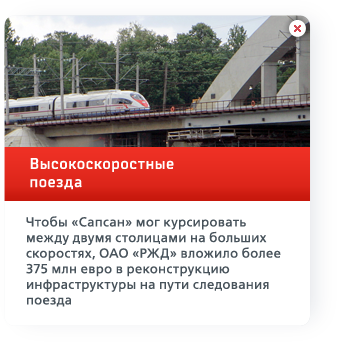 Высокоскоростные
поезда
Чтобы «Сапсан» мог курсировать
между двумя столицами на больших
скоростях, ОАО «РЖД» вложило более
375 млн евро в реконструкцию
инфраструктуры на пути следования
поезда